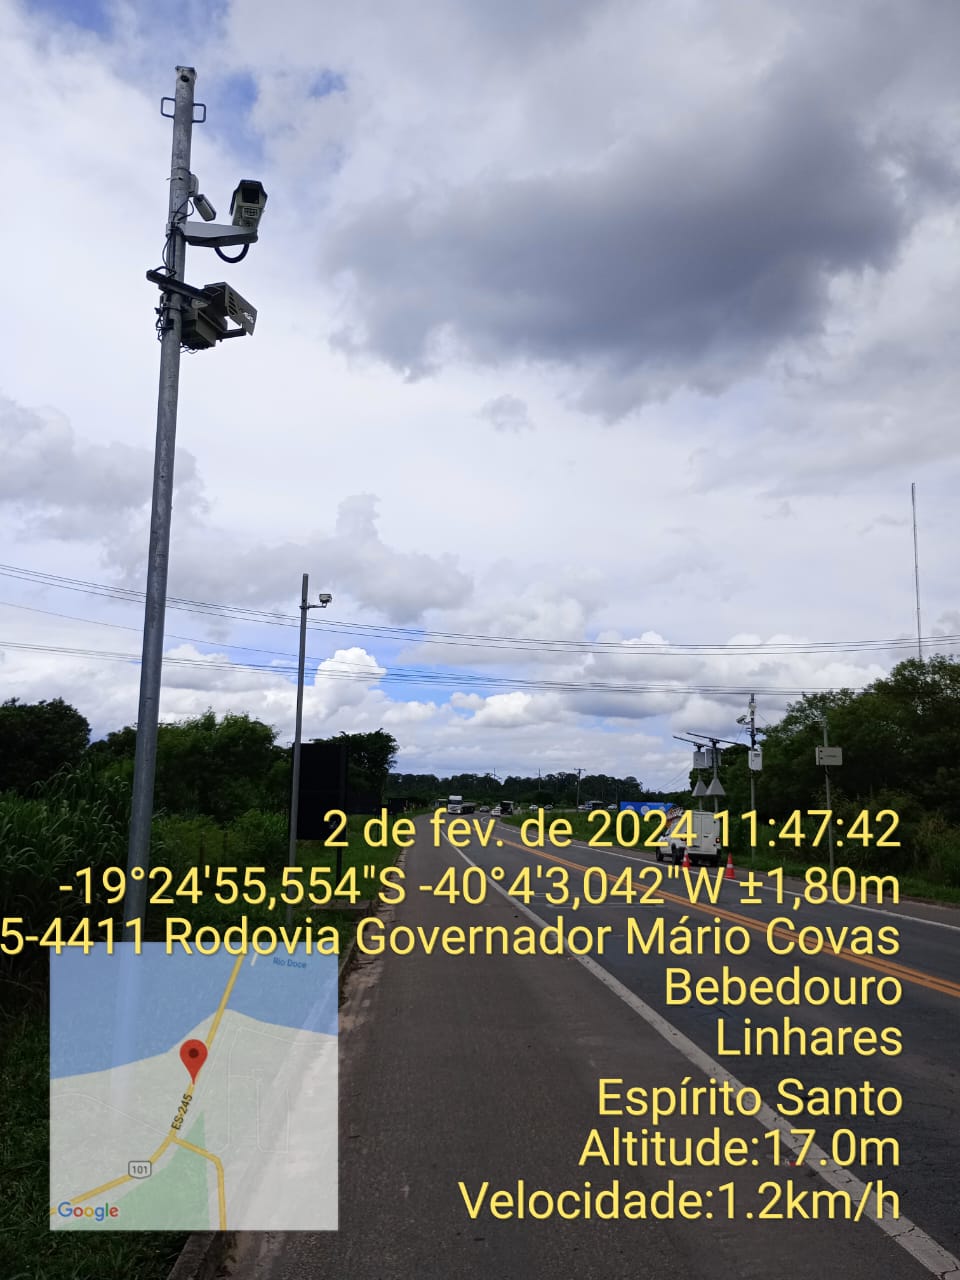 2 de fev. de 2024 11:47:42
-19°24'55,554"S -40°4'3,042"W ±1,80m
5-4411 Rodovia Governador Mário Covas
Bebedouro
Linhares
Espírito Santo
Altitude:17.0m
Velocidade:1.2km/h
Rio Doce
ES-245
101
Google